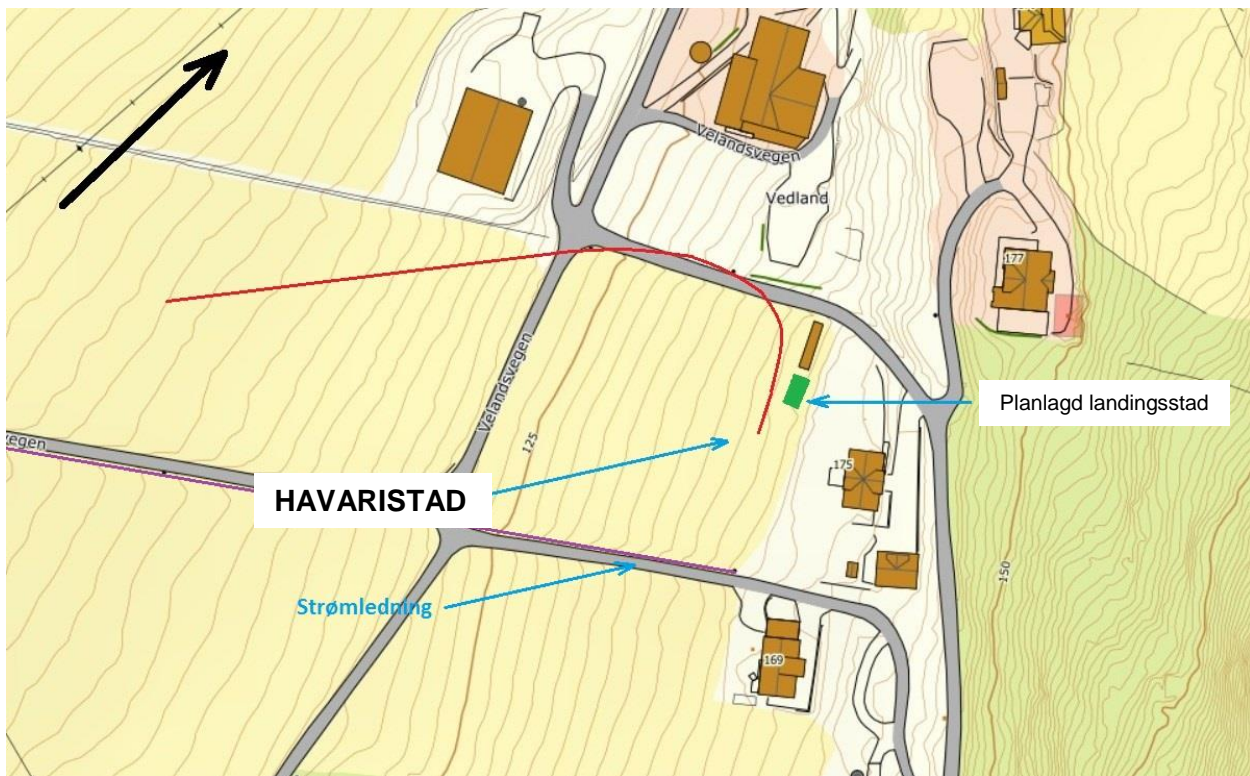 Velandsvegen
Vedland
177
Velandsvegen
Planlagd landingsstad
125
vegen
175
HAVARISTAD
150
Strømledning
169